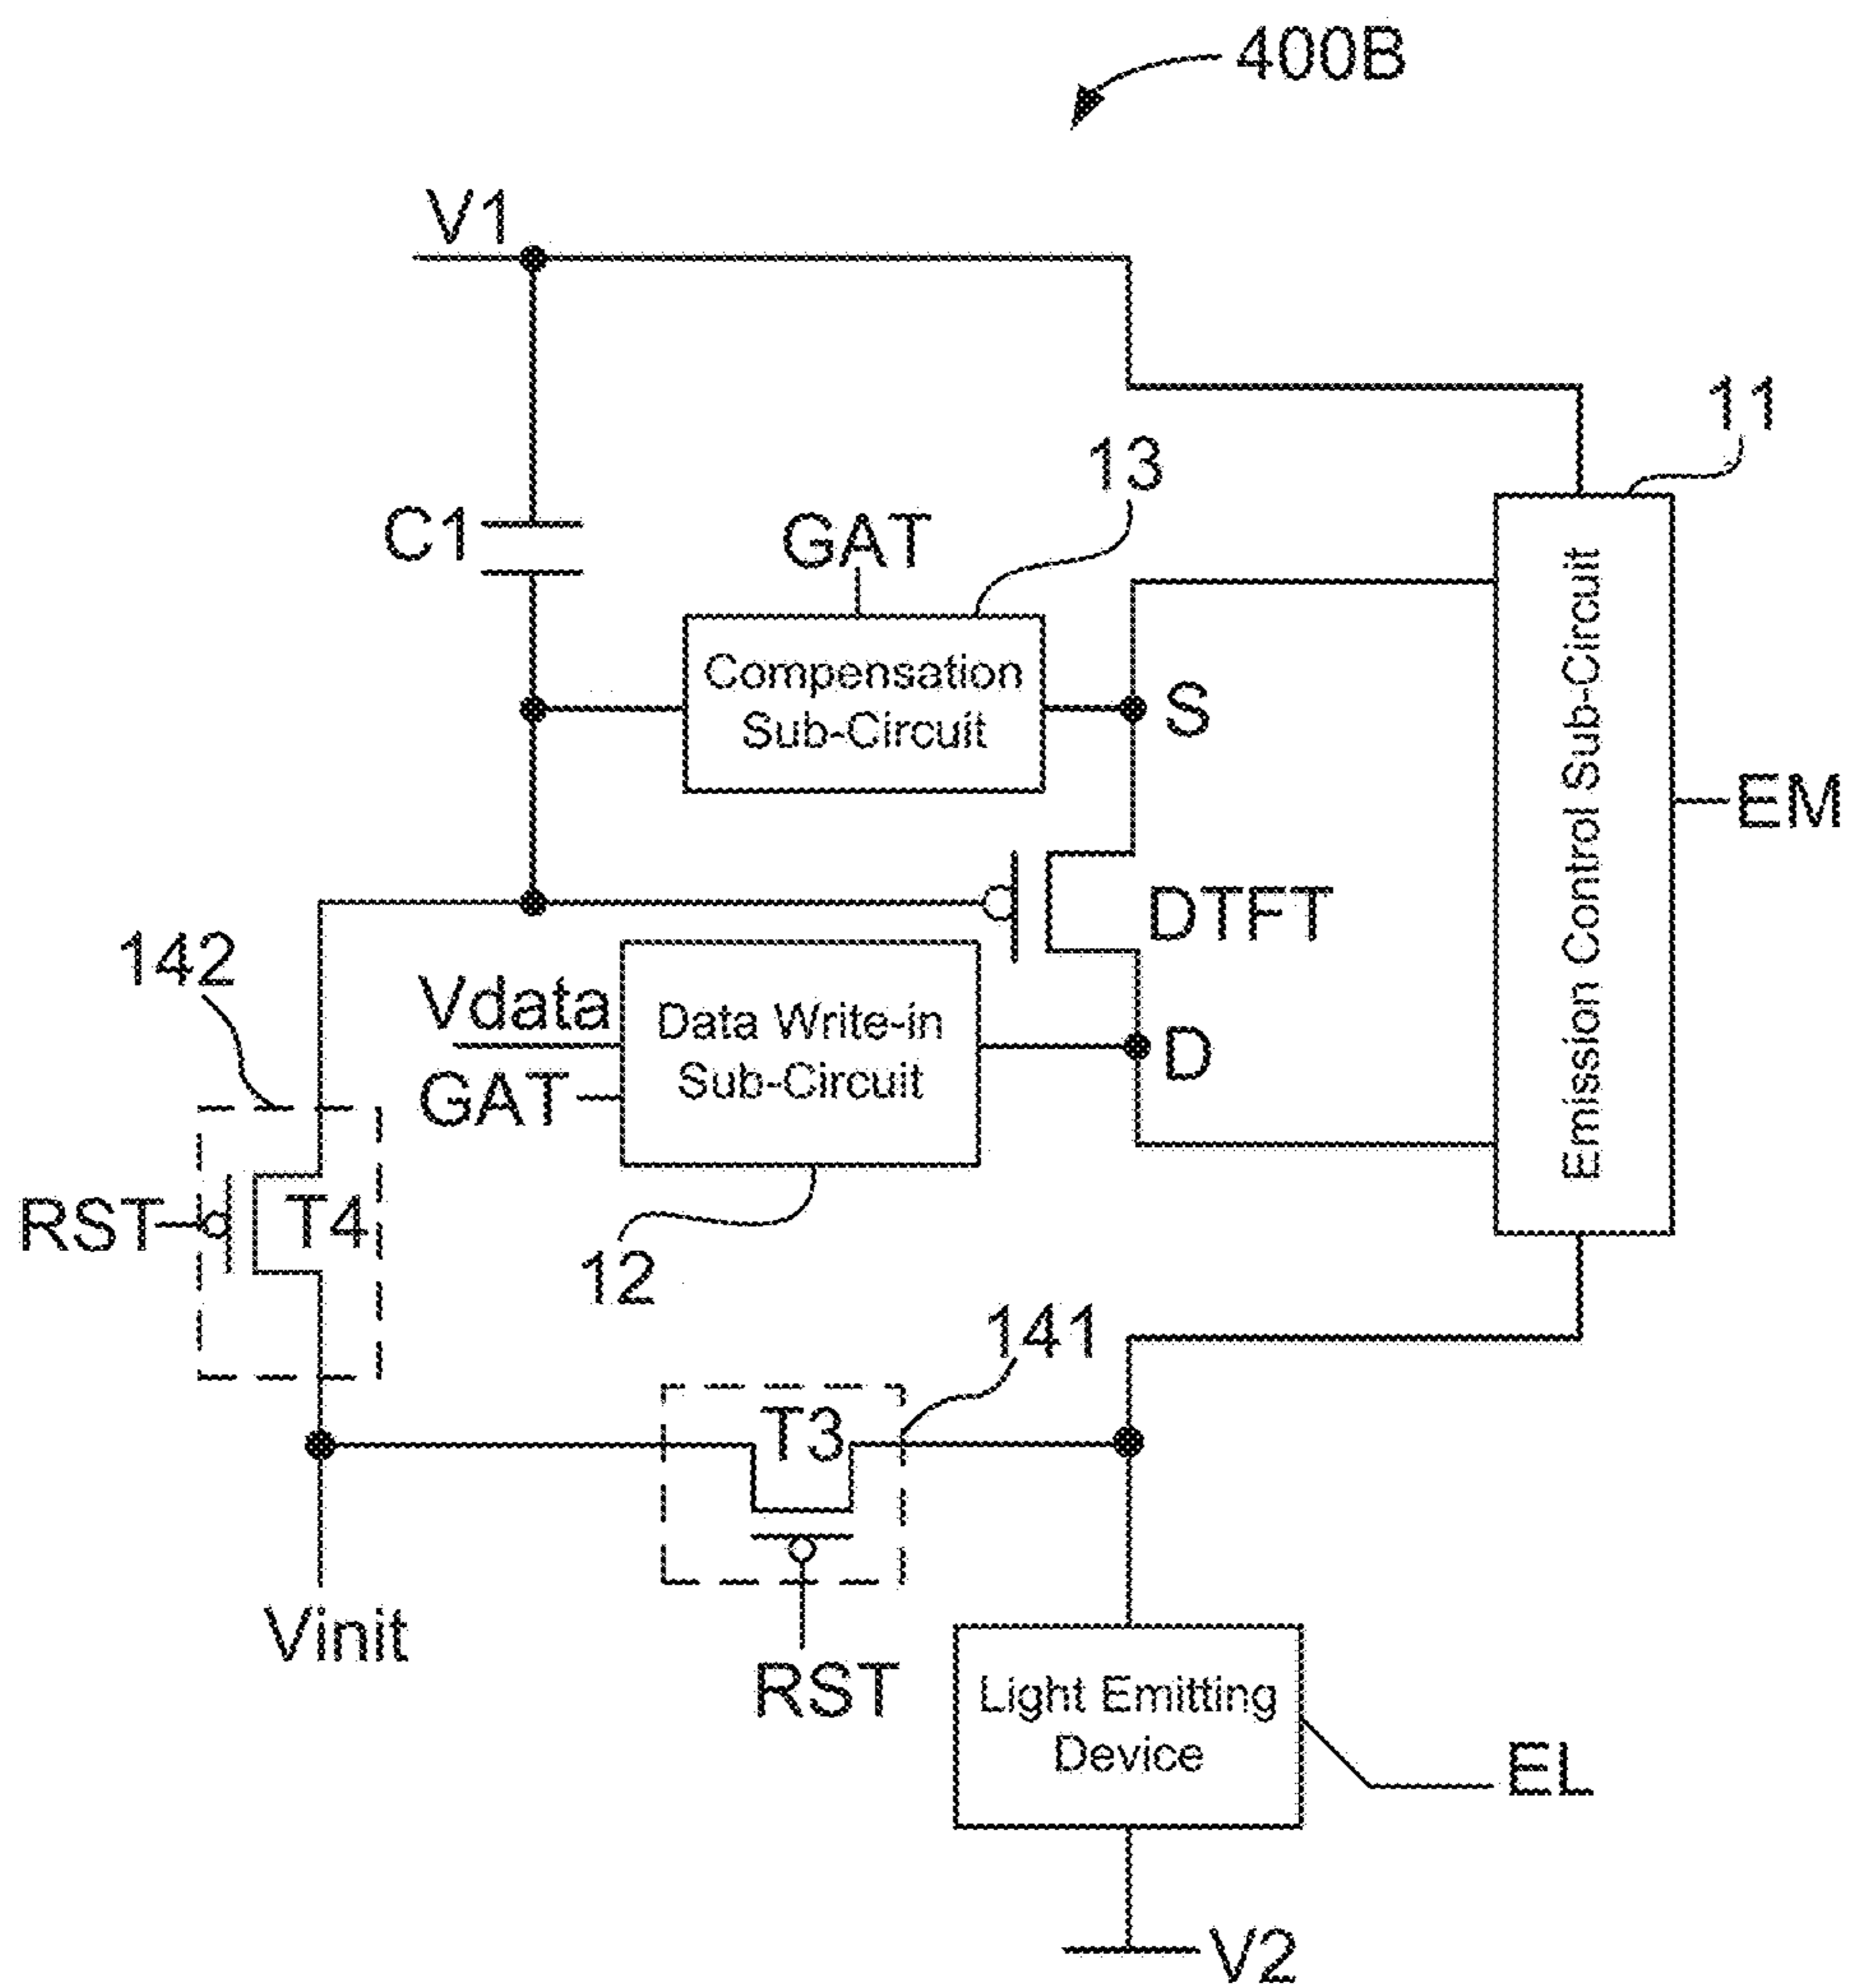 400B
V1
11
13
C1
GAT
Compensation
Sub-Circuit
S
Emission Control Sub-Circuit
EM
DTFT
142
Vdata
Data Write-in
Sub-Circuit
D
GAT
RST
T4
12
141
T3
Vinit
RST
Light Emitting
Device
EL
V2